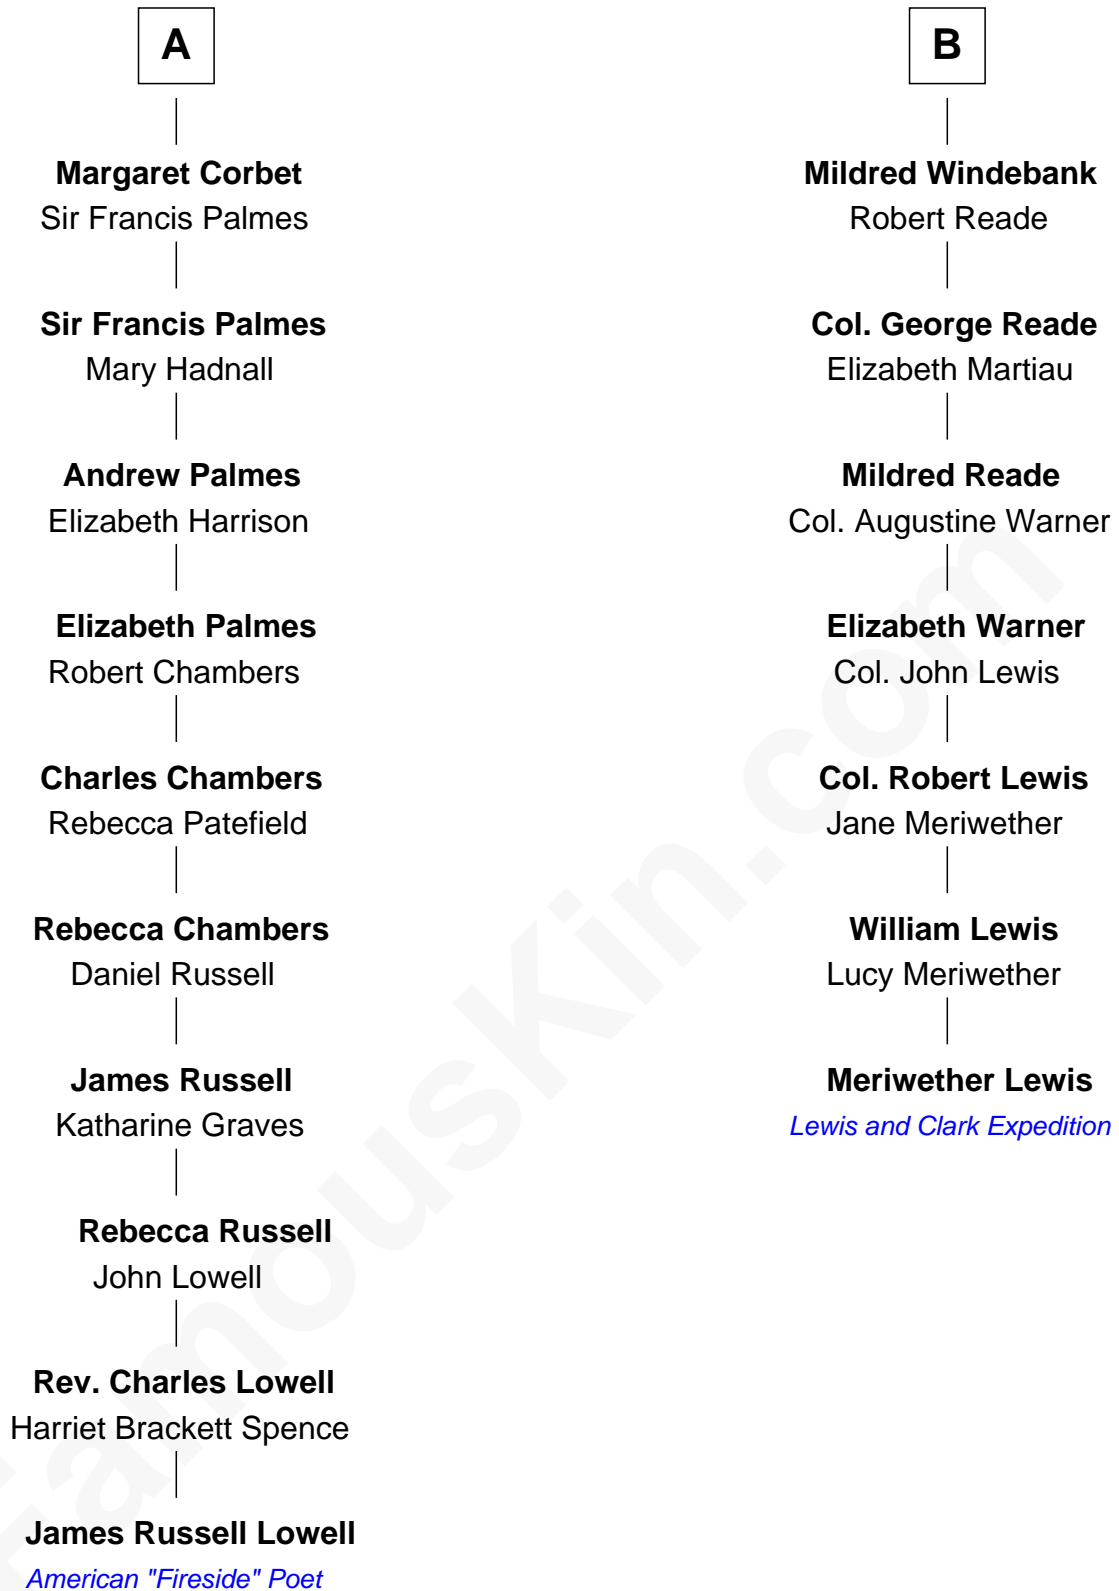 A
Margaret Corbet
Sir Francis Palmes
Sir Francis Palmes
Mary Hadnall
Andrew Palmes
Elizabeth Harrison
Elizabeth Palmes
Robert Chambers
Charles Chambers
Rebecca Patefield
Rebecca Chambers
Daniel Russell
James Russell
Katharine Graves
Rebecca Russell
John Lowell
Rev. Charles Lowell
Harriet Brackett Spence
James Russell Lowell
American "Fireside" Poet
B
Mildred Windebank
Robert Reade
Col. George Reade
Elizabeth Martiau
Mildred Reade
Col. Augustine Warner
Elizabeth Warner
Col. John Lewis
Col. Robert Lewis
Jane Meriwether
William Lewis
Lucy Meriwether
Meriwether Lewis
Lewis and Clark Expedition
FamousKin.com